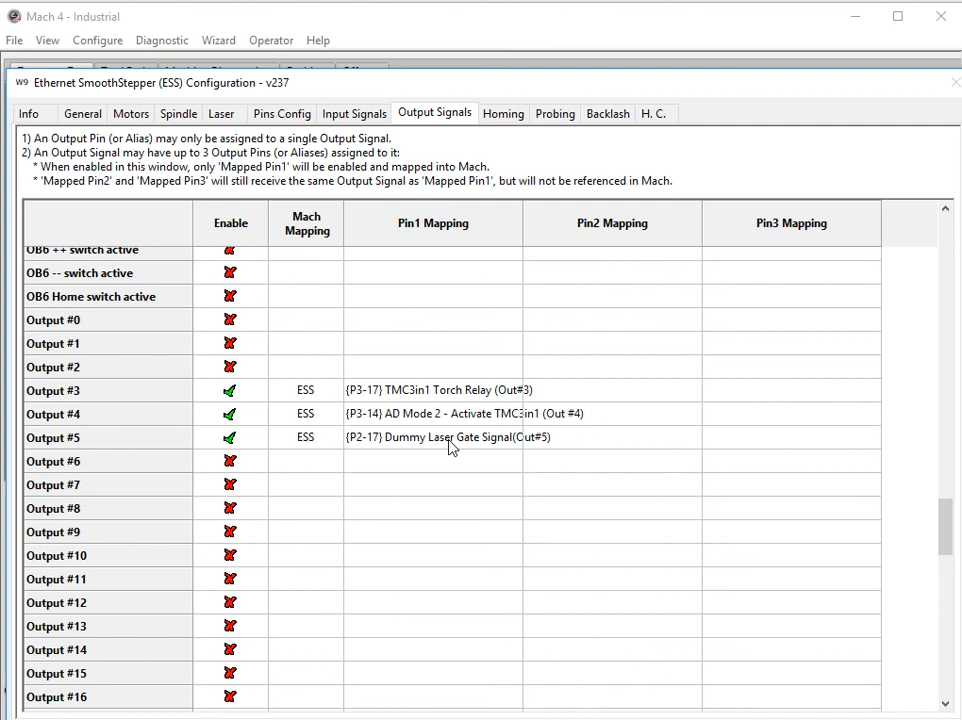 Mach 4 - Industrial
File View Configure Diagnostic Wizard Operator Help
W9 Ethernet SmoothStepper (ESS) Configuration - v237
Info General Motors Spindle Laser Pins Config Input Signals Output Signals Homing Probing Backlash H. C.
1) An Output Pin (or Alias) may only be assigned to a single Output Signal.
2) An Output Signal may have up to 3 Output Pins (or Aliases) assigned to it:
* When enabled in this window, only 'Mapped Pin1' will be enabled and mapped into Mach.
* 'Mapped Pin2' and 'Mapped Pin3' will still receive the same Output Signal as 'Mapped Pin1', but will not be referenced in Mach.
Enable Mach Mapping Pin1 Mapping Pin2 Mapping Pin3 Mapping
OB6 ++ switch active
OB6 -- switch active
OB6 Home switch active
Output #0
Output #1
Output #2
Output #3 ESS {P3-17} TMC3in1 Torch Relay (Out#3)
Output #4 ESS {P3-14} AD Mode 2 - Activate TMC3in1 (Out #4)
Output #5 ESS {P2-17} Dummy Laser Gate Signal(Out#5)
Output #6
Output #7
Output #8
Output #9
Output #10
Output #11
Output #12
Output #13
Output #14
Output #15
Output #16